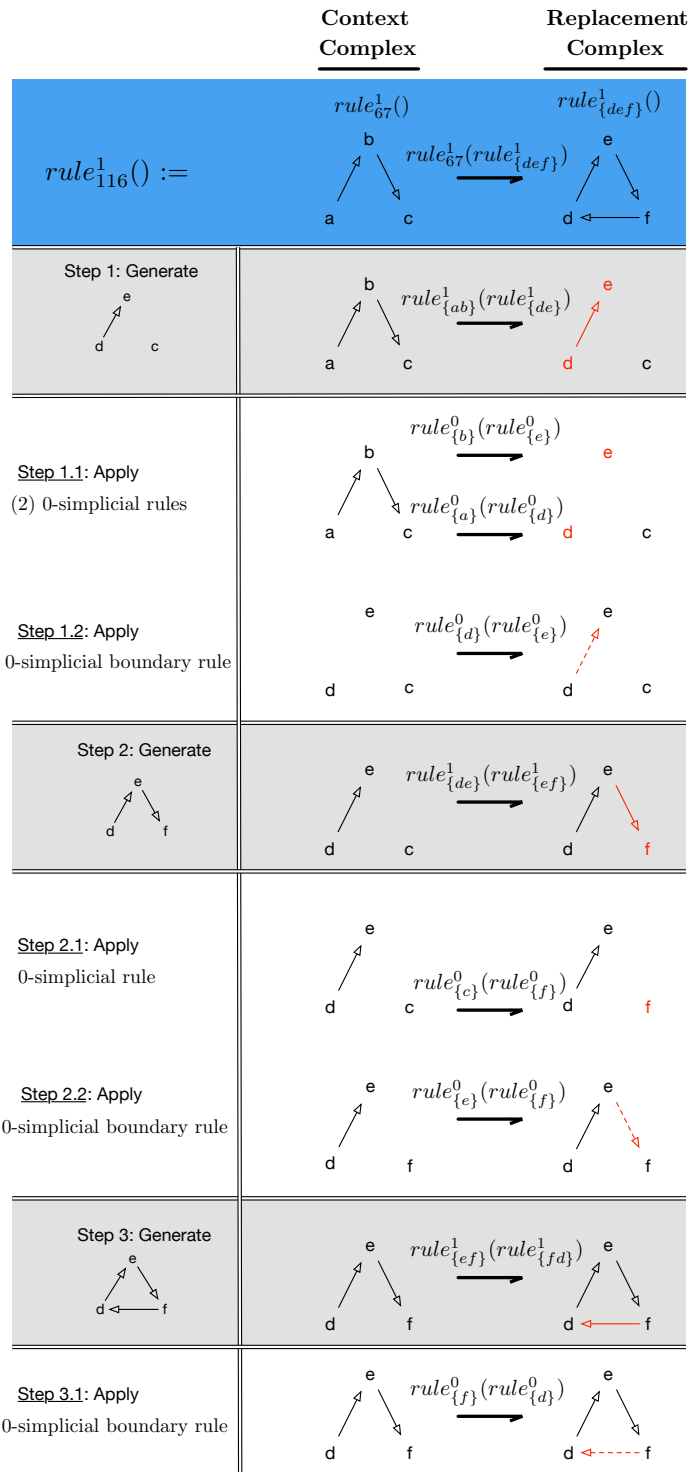 Context Complex
Replacement Complex
rule^1_{67}()
rule^1_{\{def\}}()
b
e
rule^1_{116}() :=
rule^1_{67}(rule^1_{\{def\}})
a c
d f
Step 1: Generate
e
d c
b
rule^1_{\{ab\}}(rule^1_{\{de\}})
e
a c
d c
Step 1.1: Apply
(2) 0-simplicial rules
rule^0_{\{b\}}(rule^0_{\{e\}})
b
e
rule^0_{\{a\}}(rule^0_{\{d\}})
a c
d c
Step 1.2: Apply
0-simplicial boundary rule
e
rule^0_{\{d\}}(rule^0_{\{e\}})
e
d c
d c
Step 2: Generate
e
d f
e
rule^1_{\{de\}}(rule^1_{\{ef\}})
e
d c
d f
Step 2.1: Apply
0-simplicial rule
e
e
rule^0_{\{c\}}(rule^0_{\{f\}})
d c
d f
Step 2.2: Apply
0-simplicial boundary rule
e
rule^0_{\{e\}}(rule^0_{\{f\}})
e
d f
d f
Step 3: Generate
e
d f
e
rule^1_{\{ef\}}(rule^1_{\{fd\}})
e
d f
d f
Step 3.1: Apply
0-simplicial boundary rule
e
rule^0_{\{f\}}(rule^0_{\{d\}})
e
d f
d f